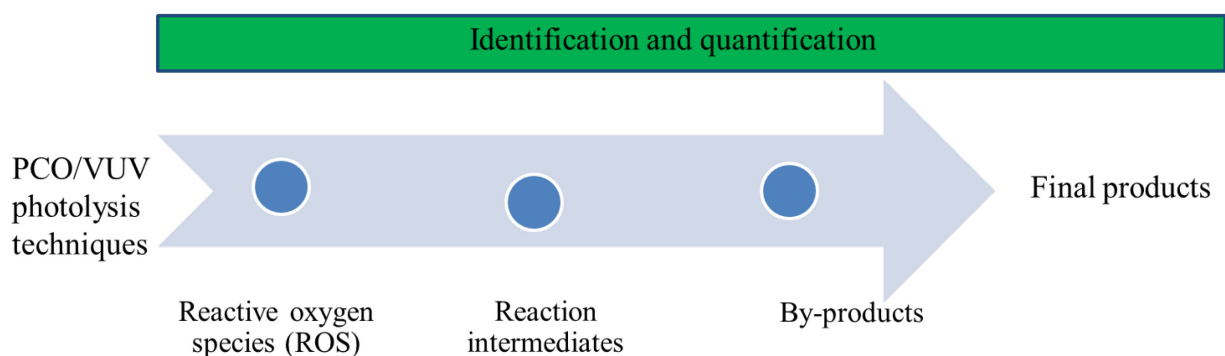 Identification and quantification
PCO/VUV
photolysis
techniques
Final products
Reactive oxygen
species (ROS)
Reaction
intermediates
By-products